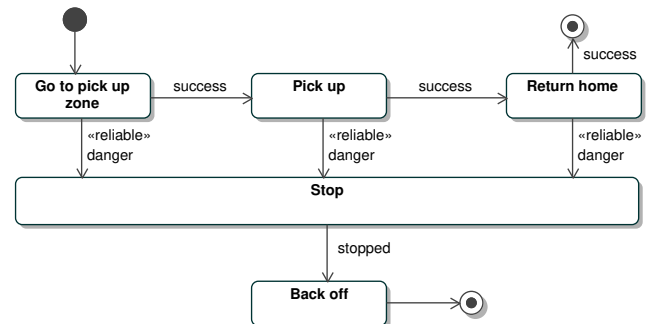 success
Go to pick up
zone
success
Pick up
success
Return home
«reliable»
danger
«reliable»
danger
«reliable»
danger
Stop
stopped
Back off